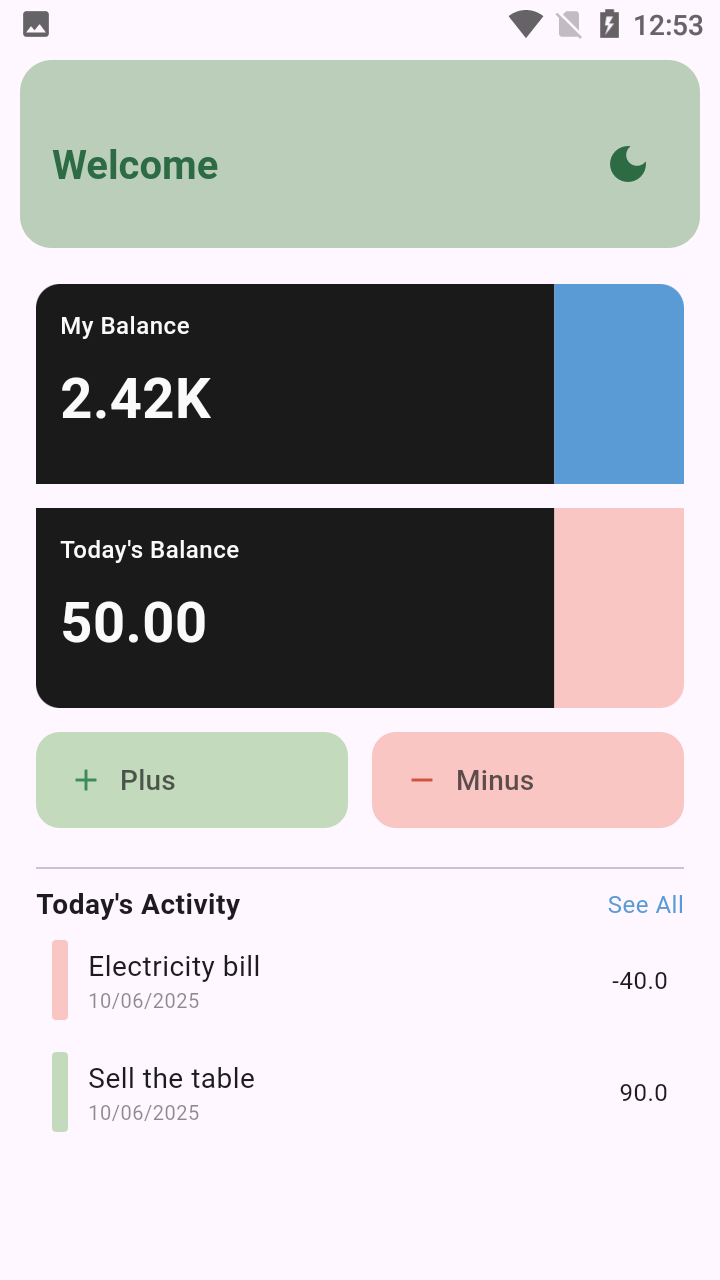 12:53
Welcome
My Balance
2.42K
Today's Balance
50.00
Plus
Minus
Today's Activity
See All
Electricity bill
10/06/2025
-40.0
Sell the table
10/06/2025
90.0